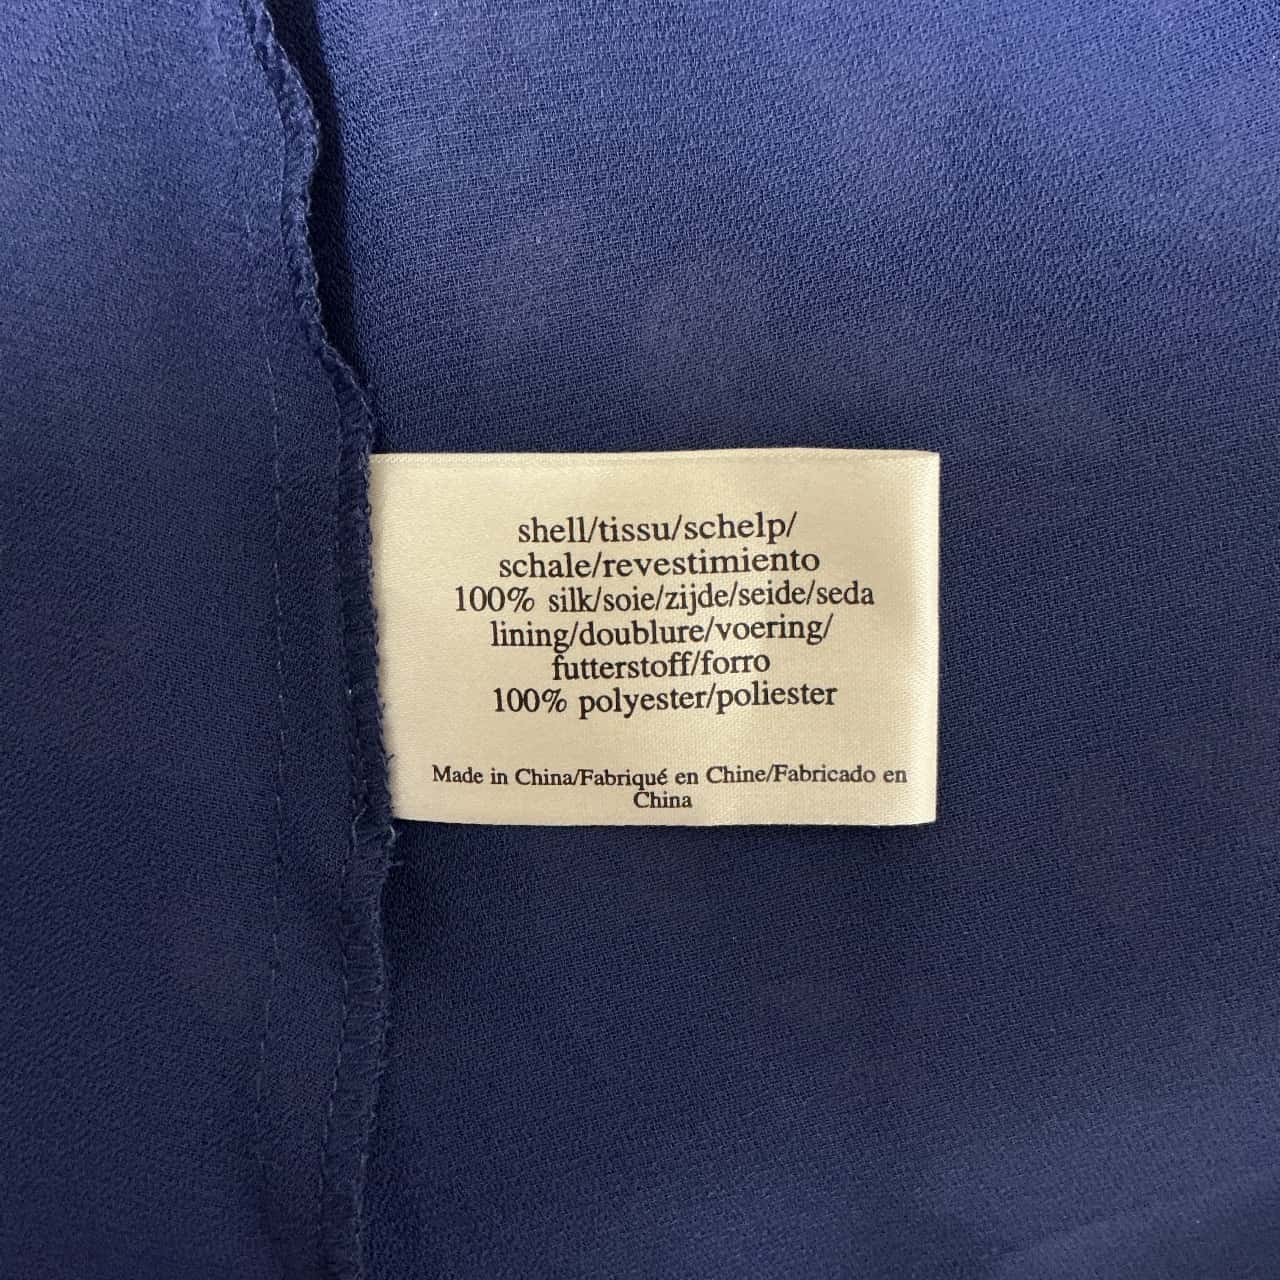 shell/tissu/schelp/
schale/revestimiento
100% silk/soie/zijde/seide/seda
lining/doublure/voering/
futterstoff/forro
100% polyester/poliester
Made in China/Fabriqué en Chine/Fabricado en
China